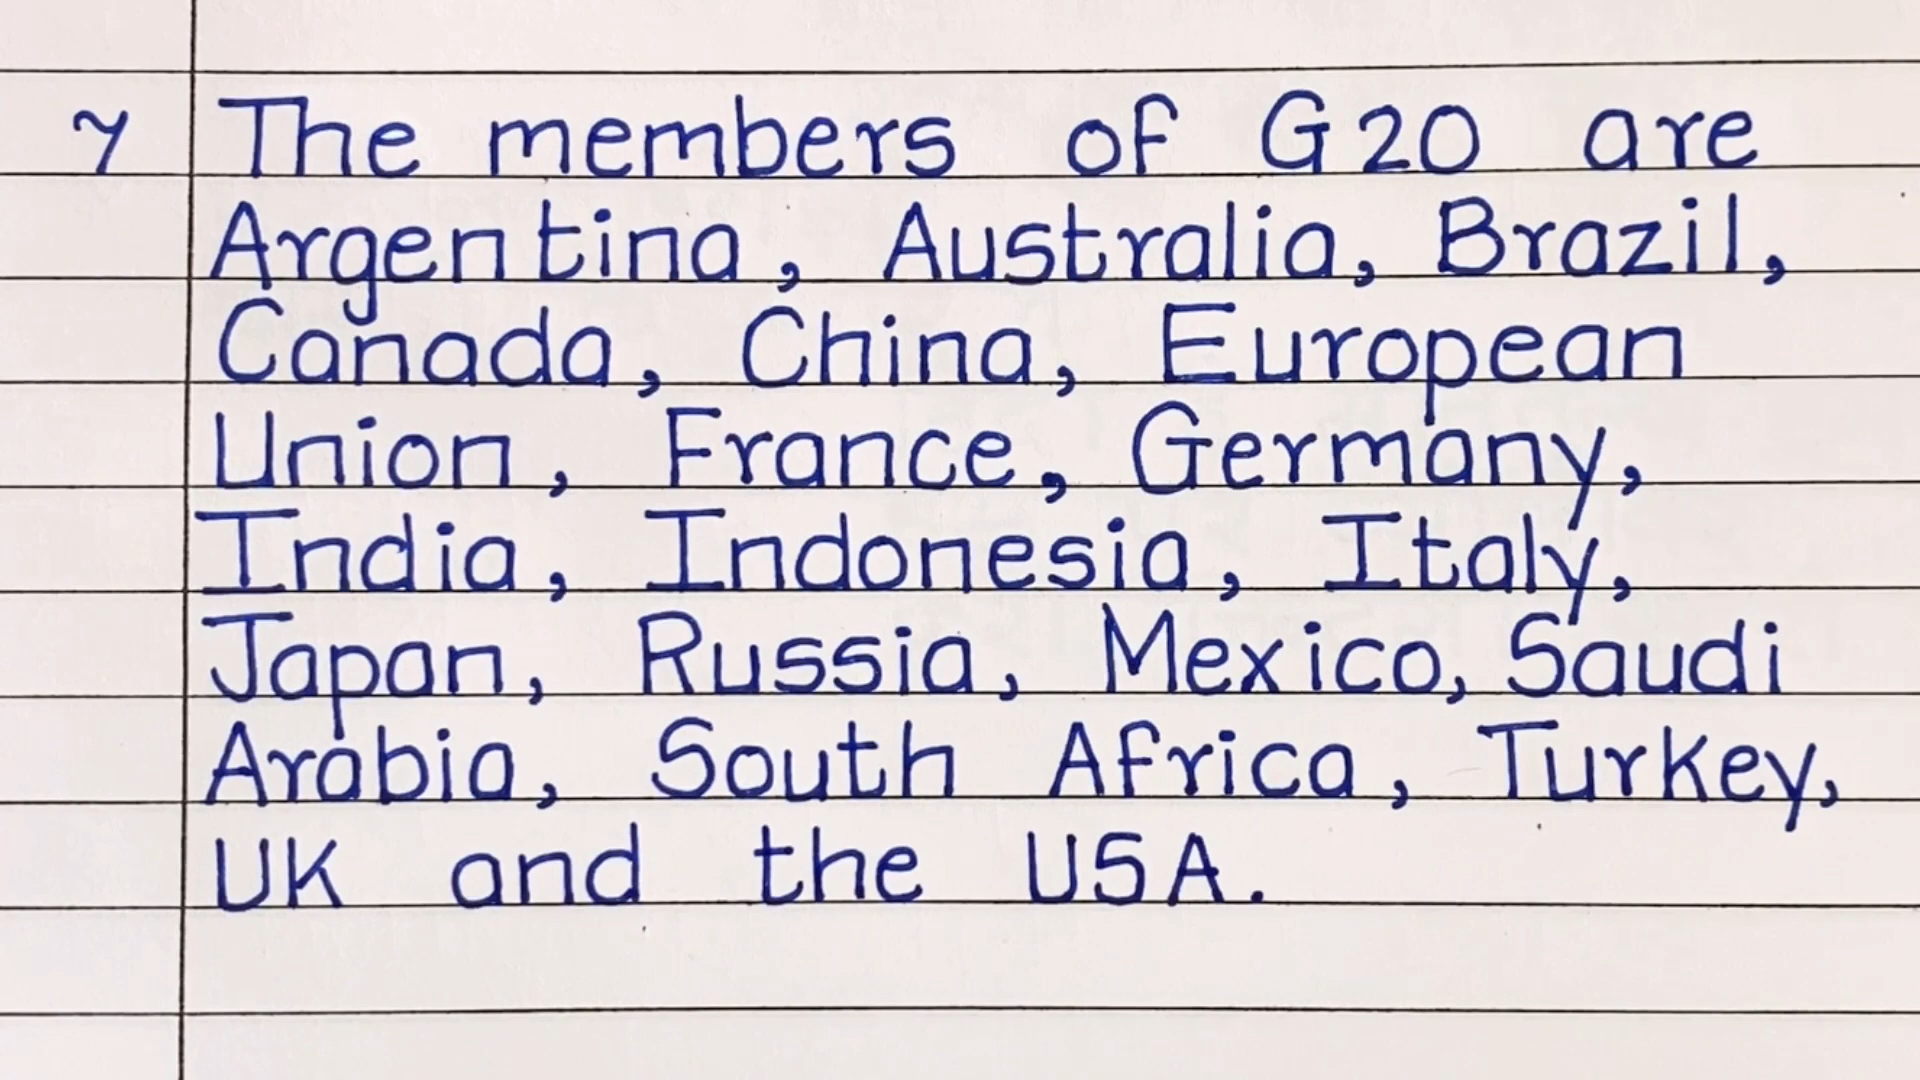 7 The members of G20 are
Argentina, Australia, Brazil,
Canada, China, European
Union, France, Germany,
India, Indonesia, Italy,
Japan, Russia, Mexico, Saudi
Arabia, South Africa, Turkey,
UK and the USA.